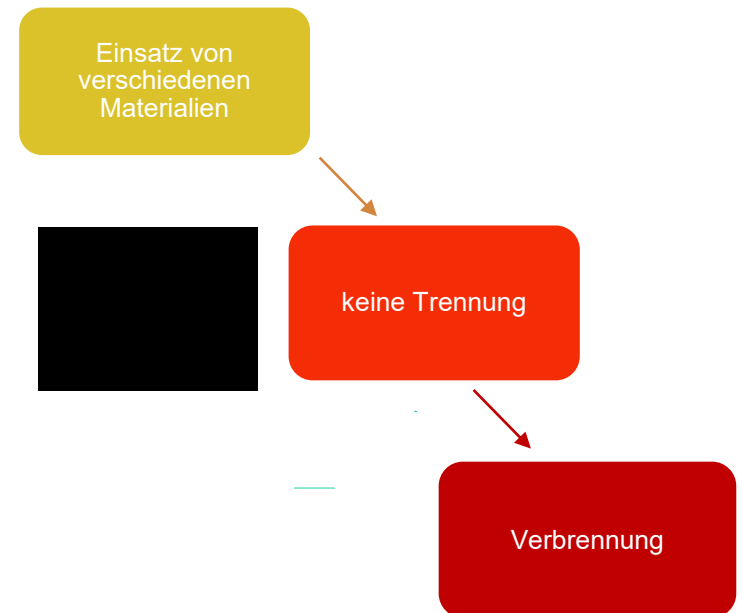 Einsatz von
verschiedenen
Materialien
keine Trennung
Verbrennung